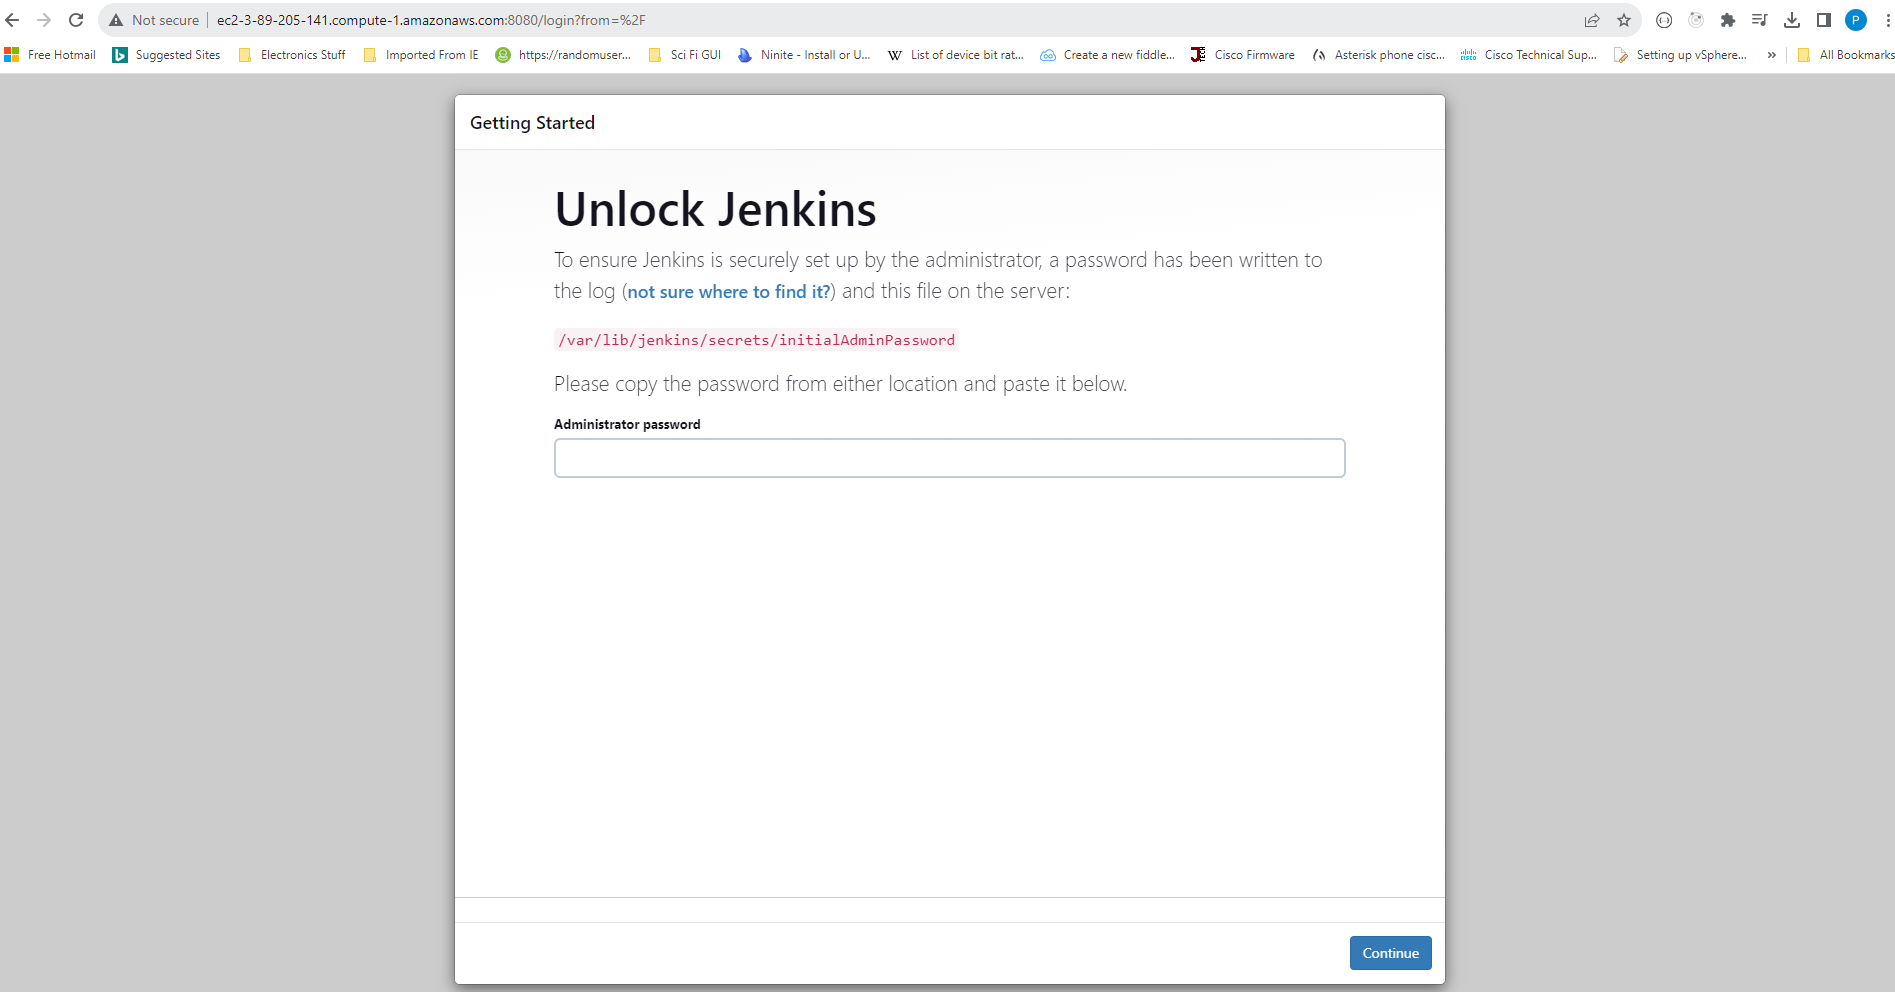 Not secure ec2-3-89-205-141.compute-1.amazonaws.com:8080/login?from=%2F
P
Free Hotmail Suggested Sites Electronics Stuff Imported From IE https://randomuser... Sci Fi GUI Ninite - Install or U... List of device bit rat... Create a new fiddle... Cisco Firmware Asterisk phone cisc... Cisco Technical Sup... Setting up vSphere... » All Bookmarks
Getting Started
Unlock Jenkins
To ensure Jenkins is securely set up by the administrator, a password has been written to
the log (not sure where to find it?) and this file on the server:
/var/lib/jenkins/secrets/initialAdminPassword
Please copy the password from either location and paste it below.
Administrator password
Continue